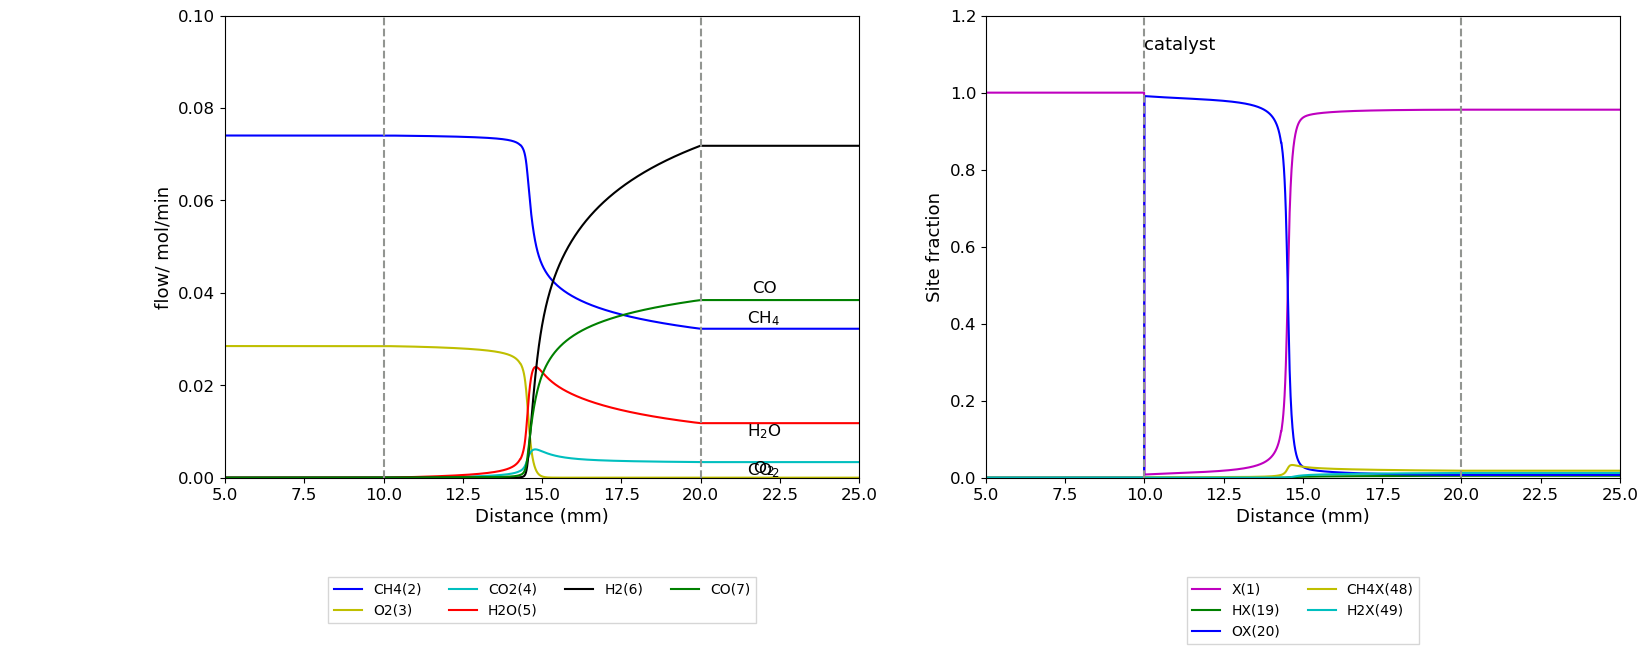 0.10
0.08
0.06
0.04
0.02
0.00
flow/ mol/min
CO
CH4
H2O
O2
CO2
5.0 7.5 10.0 12.5 15.0 17.5 20.0 22.5 25.0
Distance (mm)
CH4(2) CO2(4) H2(6) CO(7)
O2(3) H2O(5)
1.2
1.0
0.8
0.6
0.4
0.2
0.0
Site fraction
catalyst
5.0 7.5 10.0 12.5 15.0 17.5 20.0 22.5 25.0
Distance (mm)
X(1) CH4X(48)
HX(19) H2X(49)
OX(20)